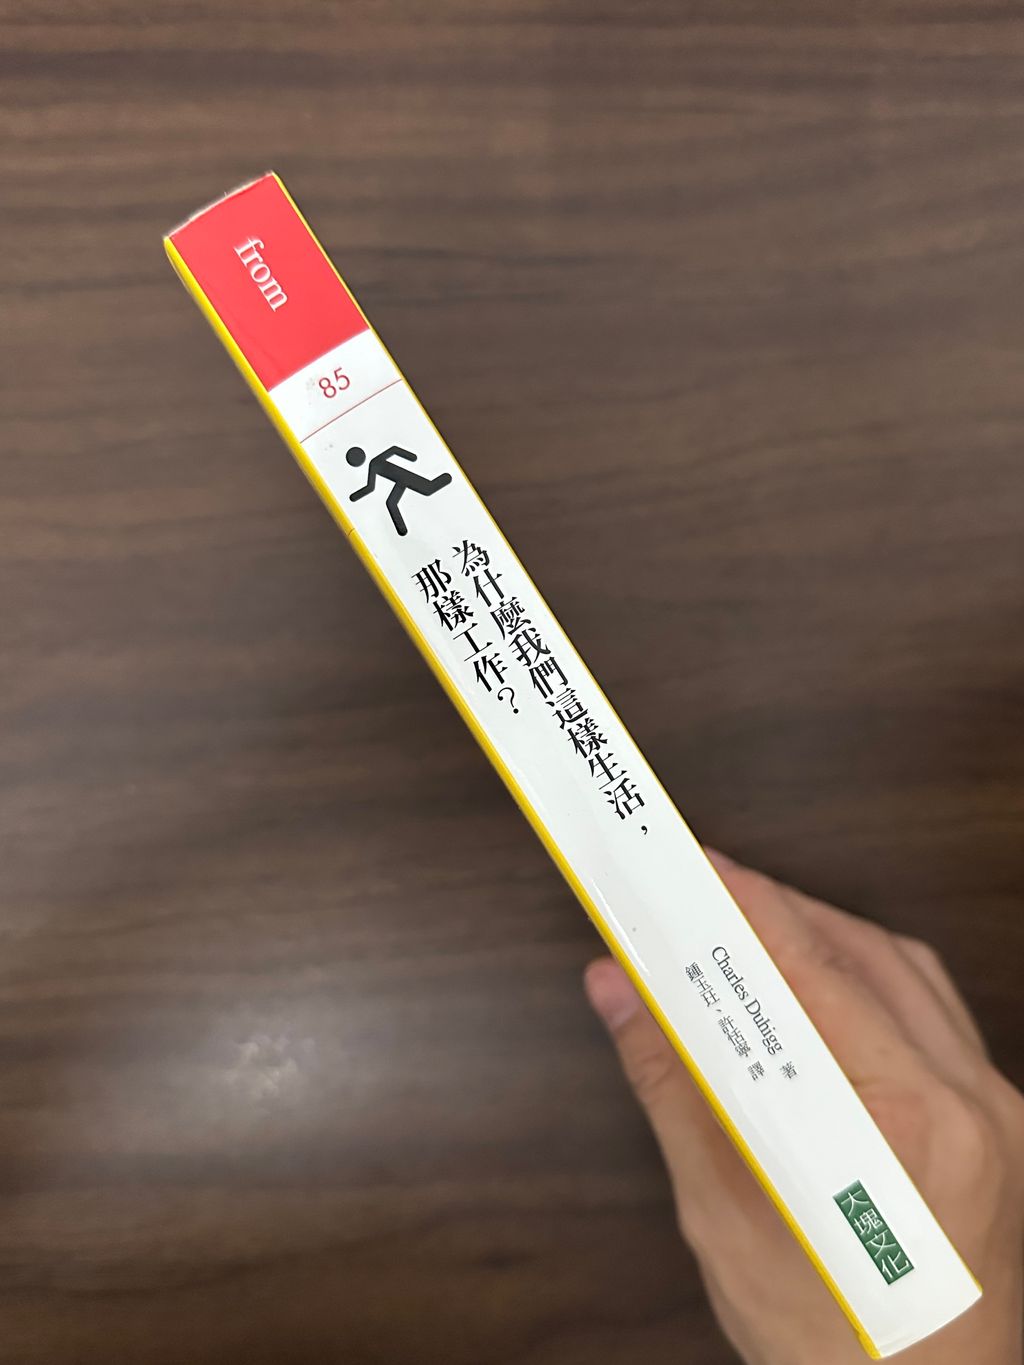 from
85
為什麼我們這樣生活，
那樣工作？
Charles Duhigg 著
鍾玉玨、許恬寧 譯
大塊文化